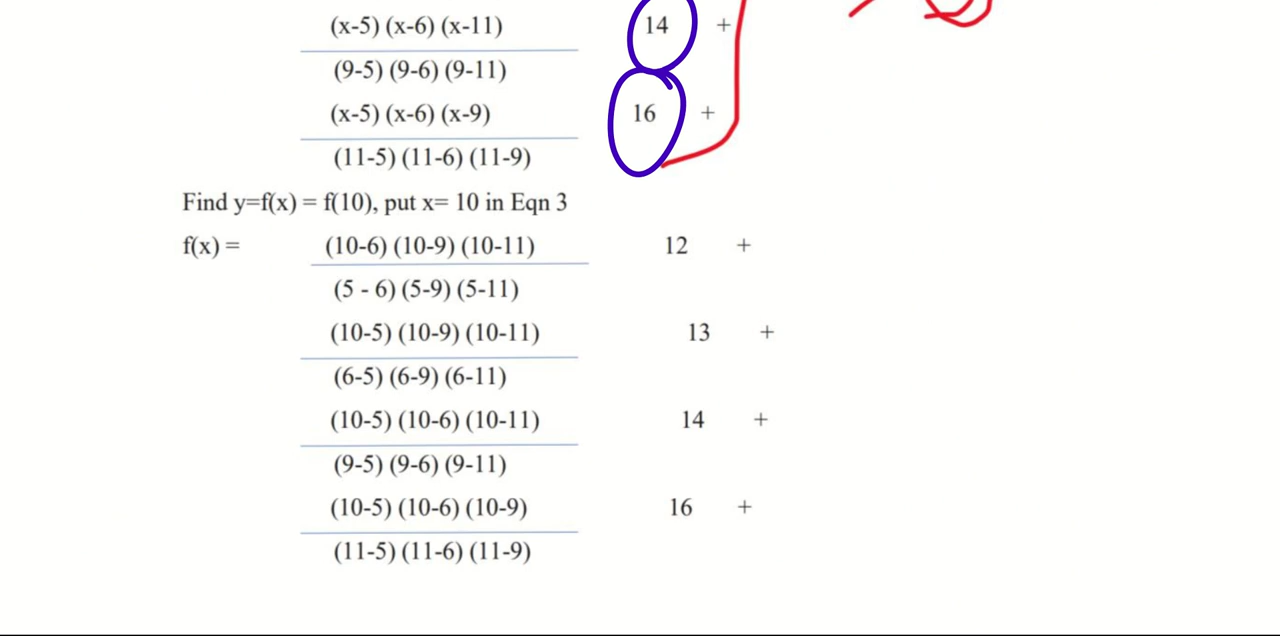 (x-5) (x-6) (x-11) 14 +
(9-5) (9-6) (9-11)
(x-5) (x-6) (x-9) 16 +
(11-5) (11-6) (11-9)
Find y=f(x) = f(10), put x= 10 in Eqn 3
f(x) = (10-6) (10-9) (10-11) 12 +
(5 - 6) (5-9) (5-11)
(10-5) (10-9) (10-11) 13 +
(6-5) (6-9) (6-11)
(10-5) (10-6) (10-11) 14 +
(9-5) (9-6) (9-11)
(10-5) (10-6) (10-9) 16 +
(11-5) (11-6) (11-9)